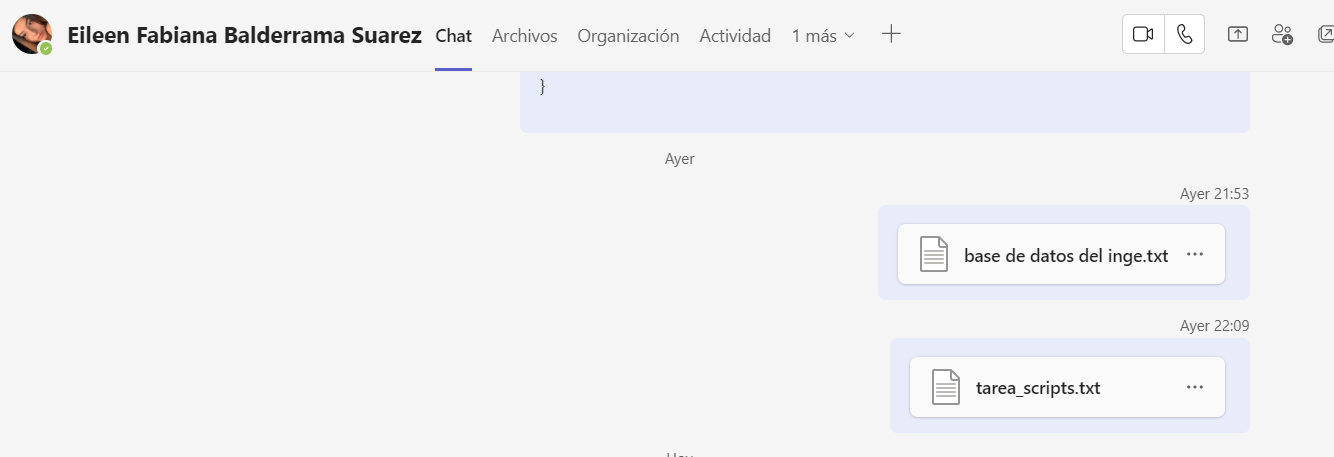 Eileen Fabiana Balderrama Suarez Chat Archivos Organización Actividad 1 más
}
Ayer
Ayer 21:53
base de datos del inge.txt
Ayer 22:09
tarea_scripts.txt